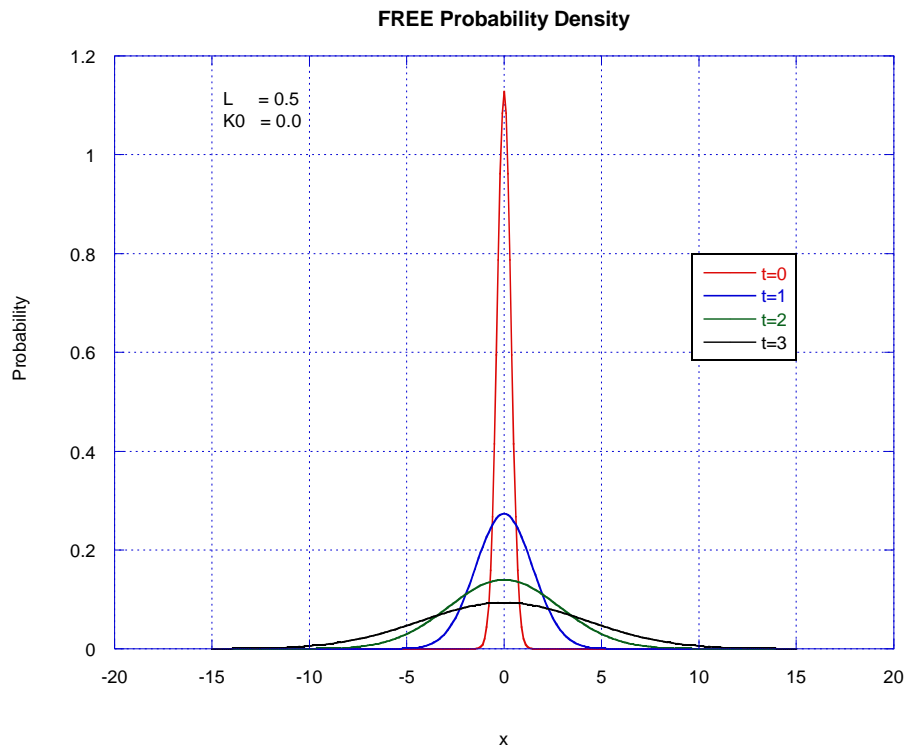 FREE Probability Density
1.2
L = 0.5
K0 = 0.0
1
0.8
t=0
t=1
t=2
t=3
Probability
0.6
0.4
0.2
0
-20 -15 -10 -5 0 5 10 15 20
x